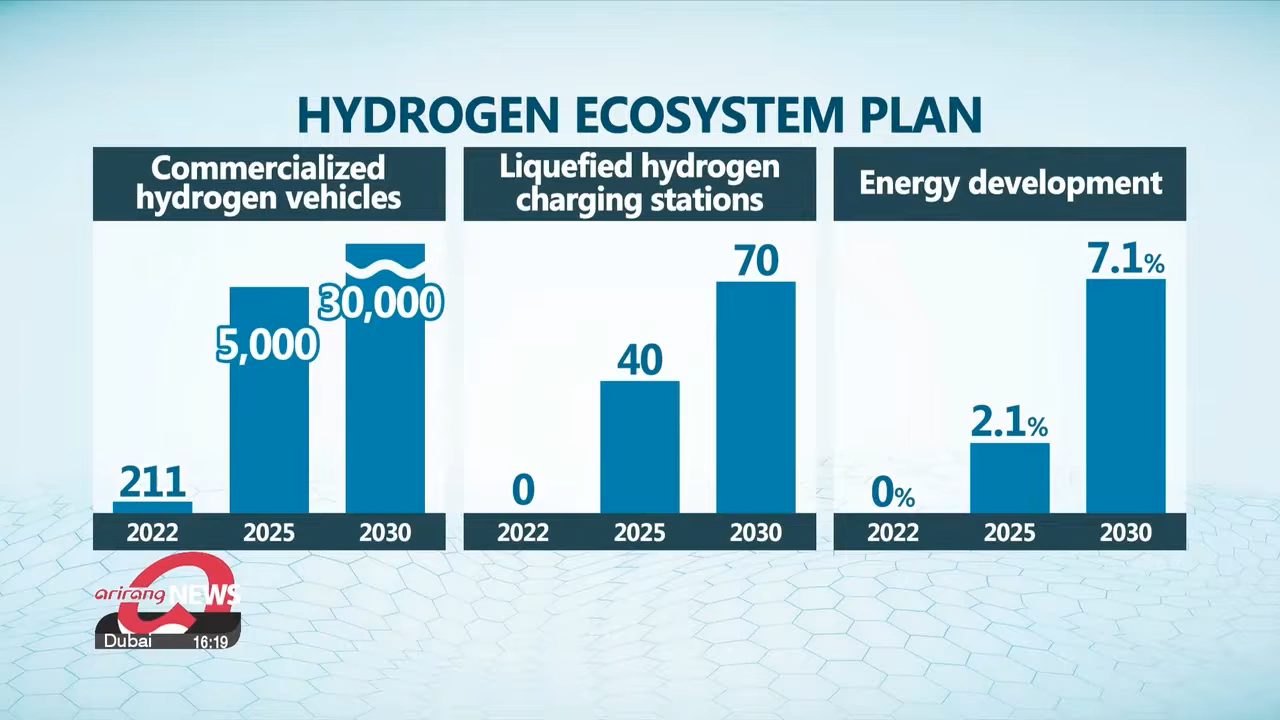 HYDROGEN ECOSYSTEM PLAN
Commercialized
hydrogen vehicles
211
5,000
30,000
2022 2025 2030
Liquefied hydrogen
charging stations
0
40
70
2022 2025 2030
Energy development
0%
2.1%
7.1%
2022 2025 2030
arirang NEWS
Dubai 16:19